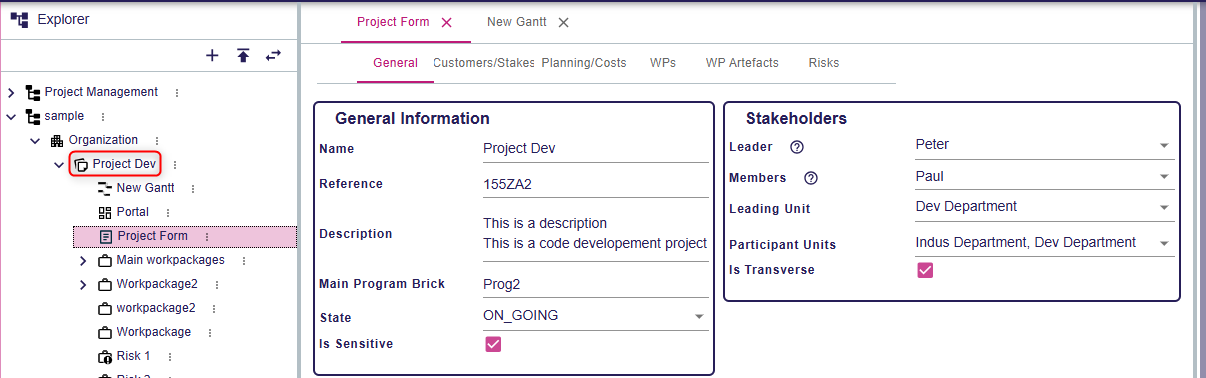 Explorer
Project Management
sample
Organization
Project Dev
New Gantt
Portal
Project Form
Main workpackages
Workpackage2
workpackage2
Workpackage
Risk 1
Project Form
New Gantt
General
Customers/Stakes
Planning/Costs
WPs
WP Artefacts
Risks
General Information
Name
Project Dev
Reference
155ZA2
Description
This is a description
This is a code developement project
Main Program Brick
Prog2
State
ON_GOING
Is Sensitive
Stakeholders
Leader
Peter
Members
Paul
Leading Unit
Dev Department
Participant Units
Indus Department, Dev Department
Is Transverse